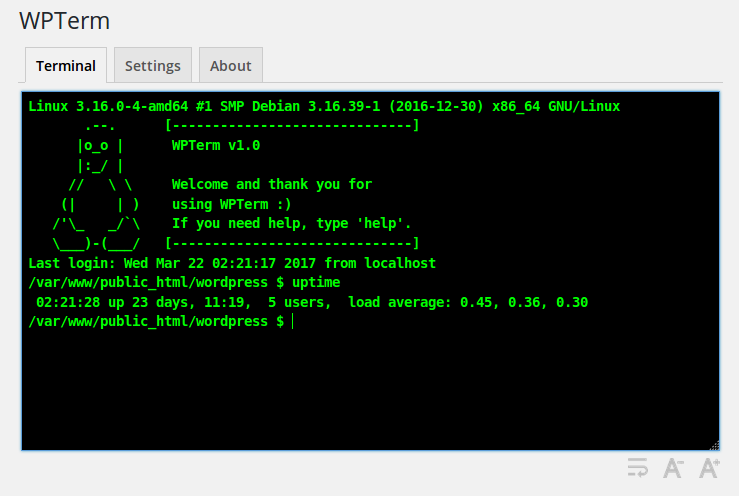 WPTerm
Terminal Settings About
Linux 3.16.0-4-amd64 #1 SMP Debian 3.16.39-1 (2016-12-30) x86_64 GNU/Linux
       .--.      [------------------------------]
      |o_o |      WPTerm v1.0
      |:_/ |
     //   \ \     Welcome and thank you for
    (|     | )    using WPTerm :)
   /'\_   _/`\    If you need help, type 'help'.
   \___)-(___/   [------------------------------]
Last login: Wed Mar 22 02:21:17 2017 from localhost
/var/www/public_html/wordpress $ uptime
 02:21:28 up 23 days, 11:19,  5 users,  load average: 0.45, 0.36, 0.30
/var/www/public_html/wordpress $
A- A+